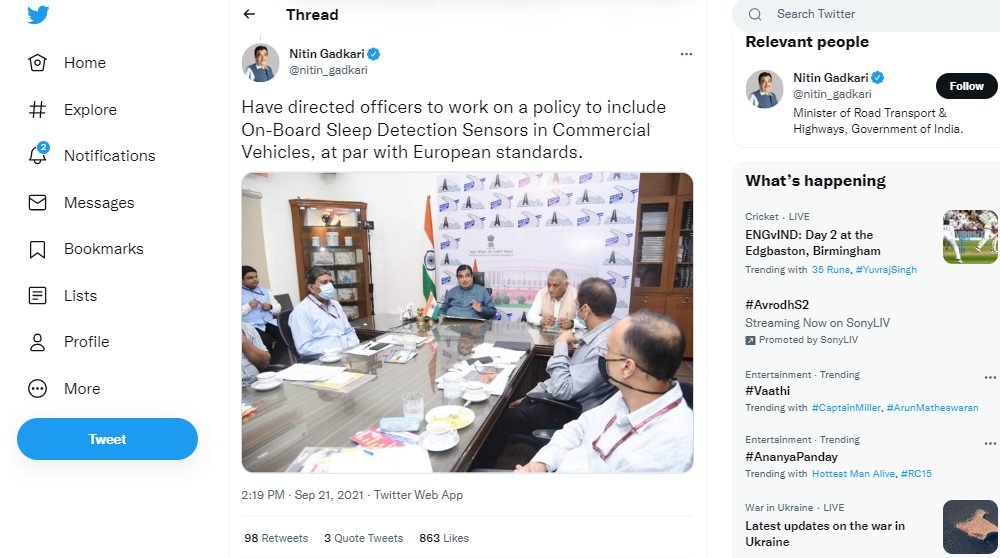 Home
Explore
2
Notifications
Messages
Bookmarks
Lists
Profile
More
Tweet
Thread
Nitin Gadkari
@nitin_gadkari
Have directed officers to work on a policy to include
On-Board Sleep Detection Sensors in Commercial
Vehicles, at par with European standards.
2:19 PM · Sep 21, 2021 · Twitter Web App
98 Retweets 3 Quote Tweets 863 Likes
Search Twitter
Relevant people
Nitin Gadkari
@nitin_gadkari
Follow
Minister of Road Transport &
Highways, Government of India.
What's happening
Cricket · LIVE
ENGvIND: Day 2 at the
Edgbaston, Birmingham
Trending with 35 Runs, #YuvrajSingh
#AvrodhS2
Streaming Now on SonyLIV
Promoted by SonyLIV
Entertainment · Trending
#Vaathi
Trending with #CaptainMiller, #ArunMatheswaran
Entertainment · Trending
#AnanyaPanday
Trending with Hottest Man Alive, #RC15
War in Ukraine · LIVE
Latest updates on the war in
Ukraine